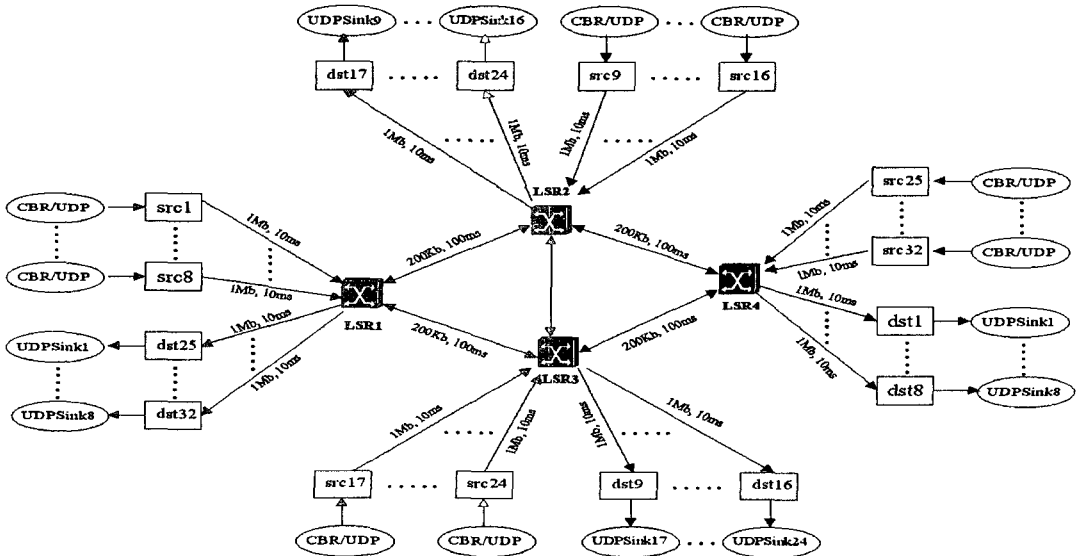 UDPSink9 ..... UDPSink16 CBR/UDP ... CBR/UDP
dst17 ..... dst24 src9 ..... src16
1Mb, 10ms
1Mb, 10ms
1Mb, 10ms
1Mb, 10ms
LSR2
CBR/UDP src1
1Mb, 10ms
CBR/UDP src8
1Mb, 10ms
200Kb, 100ms
200Kb, 100ms
src25 CBR/UDP
1Mb, 10ms
src32 CBR/UDP
1Mb, 10ms
LSR1
LSR4
UDPSink1 dst25
1Mb, 10ms
UDPSink8 dst32
1Mb, 10ms
200Kb, 100ms
200Kb, 100ms
1Mb, 10ms
dst1 UDPSink1
1Mb, 10ms
dst8 UDPSink8
LSR3
1Mb, 10ms
1Mb, 10ms
1Mb, 10ms
1Mb, 10ms
src17 ..... src24 dst9 ..... dst16
CBR/UDP CBR/UDP UDPSink17 ... UDPSink24